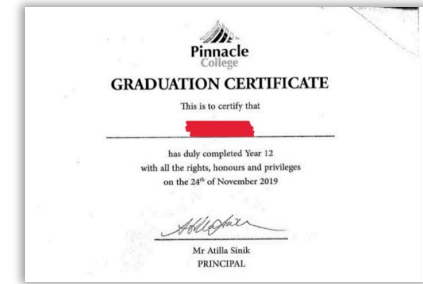 Pinnacle
College
GRADUATION CERTIFICATE
This is to certify that
has duly completed Year 12
with all the rights, honours and privileges
on the 24th of November 2019
Mr Atilla Sinik
PRINCIPAL